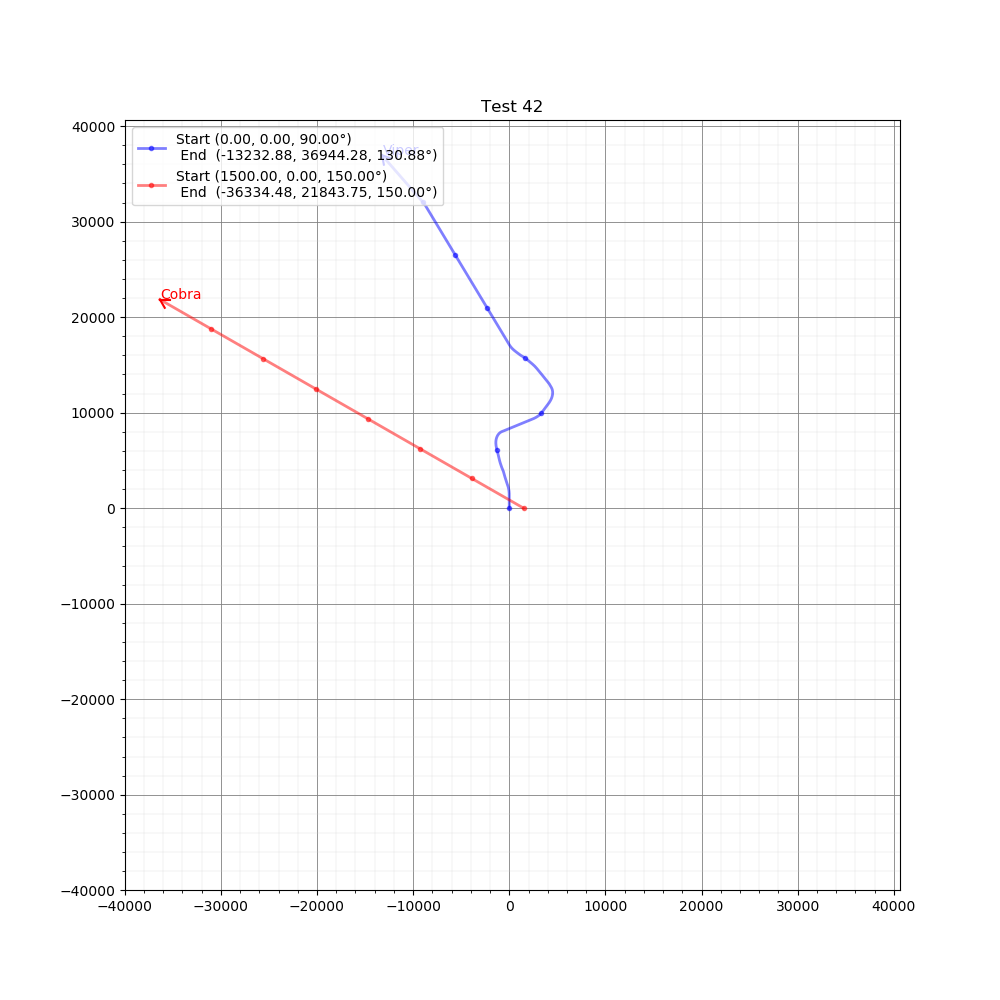 Test 42
40000
30000
20000
10000
0
−10000
−20000
−30000
−40000
Start (0.00, 0.00, 90.00°)
End (-13232.88, 36944.28, 130.88°)
Start (1500.00, 0.00, 150.00°)
End (-36334.48, 21843.75, 150.00°)
Viper
Cobra
−40000 −30000 −20000 −10000 0 10000 20000 30000 40000